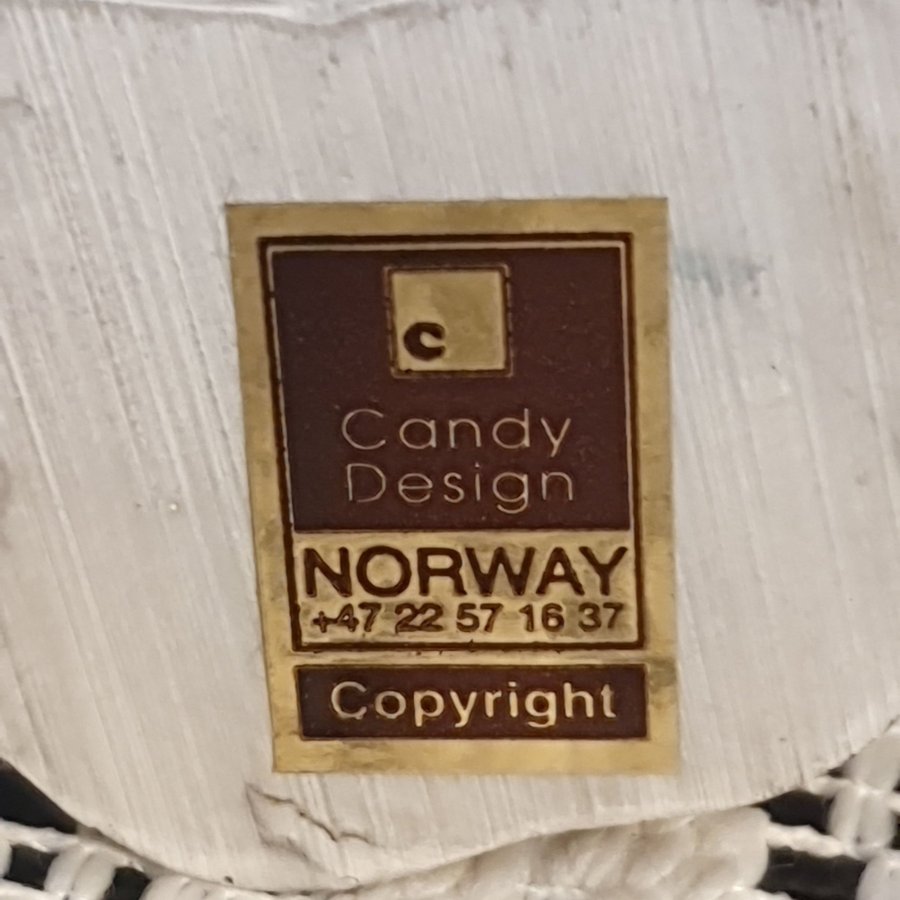 c
Candy
Design
NORWAY
+47 22 57 16 37
Copyright